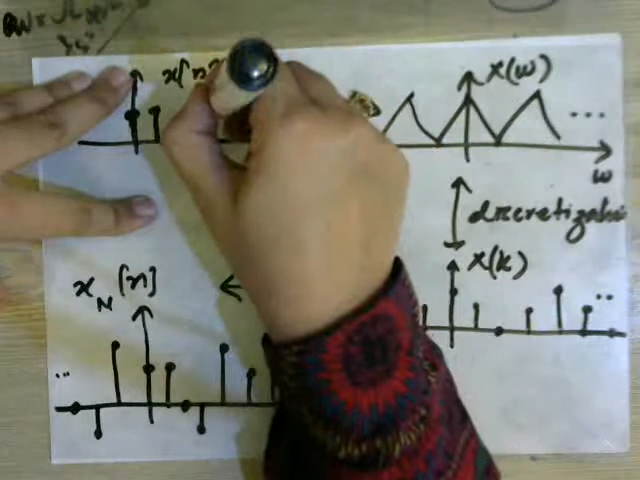 x[n]
X(w)
...
w
discretization
X(k)
x_N [n]
..
..